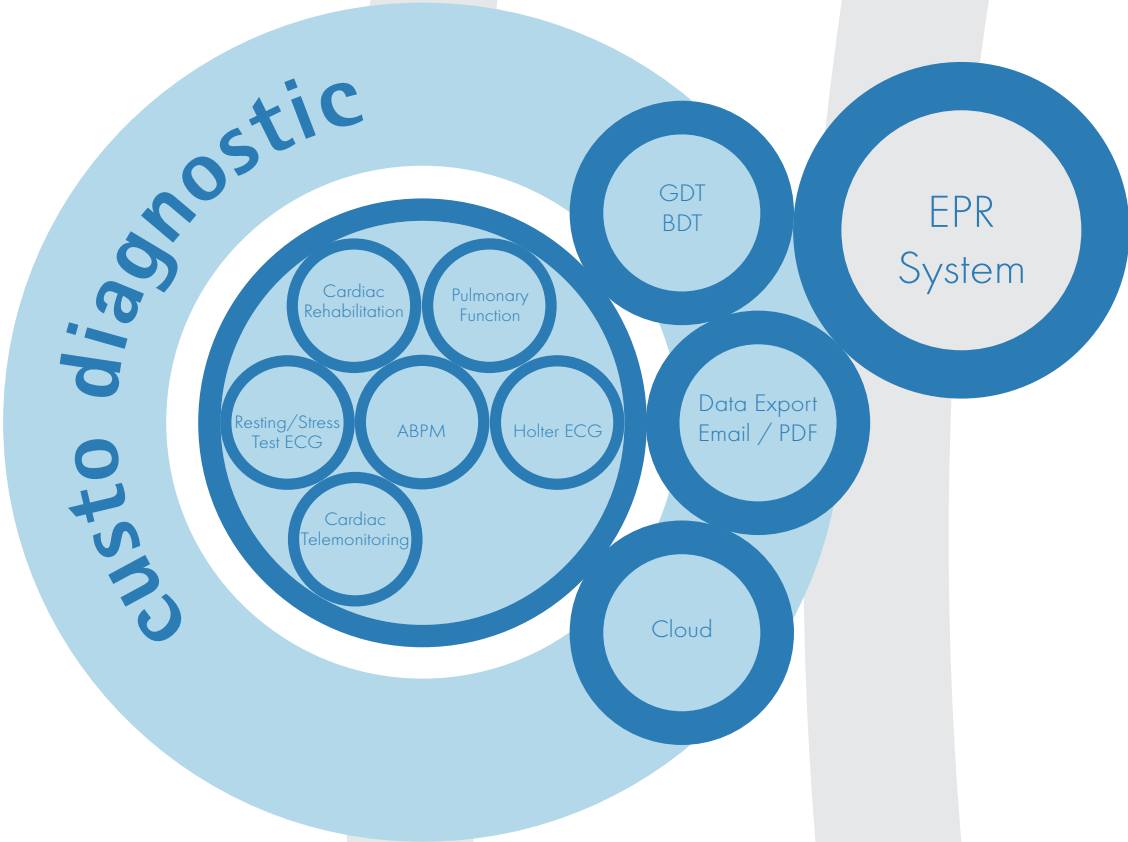 custo diagnostic
Cardiac
Rehabilitation
Pulmonary
Function
Resting/Stress
Test ECG
ABPM
Holter ECG
Cardiac
Telemonitoring
GDT
BDT
Data Export
Email / PDF
Cloud
EPR
System